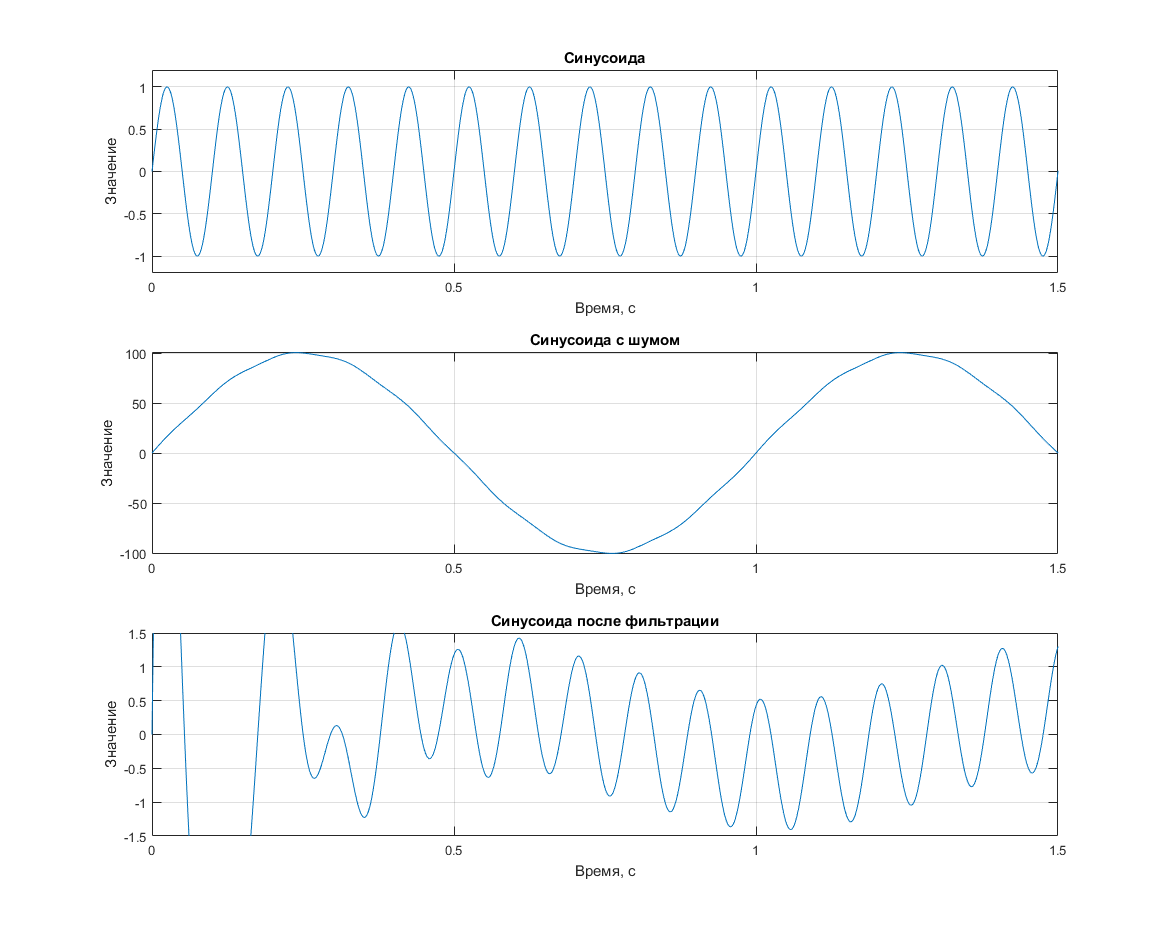 Синусоида
1
0.5
0
-0.5
-1
Значение
0 0.5 1 1.5
Время, с
Синусоида с шумом
100
50
0
-50
-100
Значение
0 0.5 1 1.5
Время, с
Синусоида после фильтрации
1.5
1
0.5
0
-0.5
-1
-1.5
Значение
0 0.5 1 1.5
Время, с